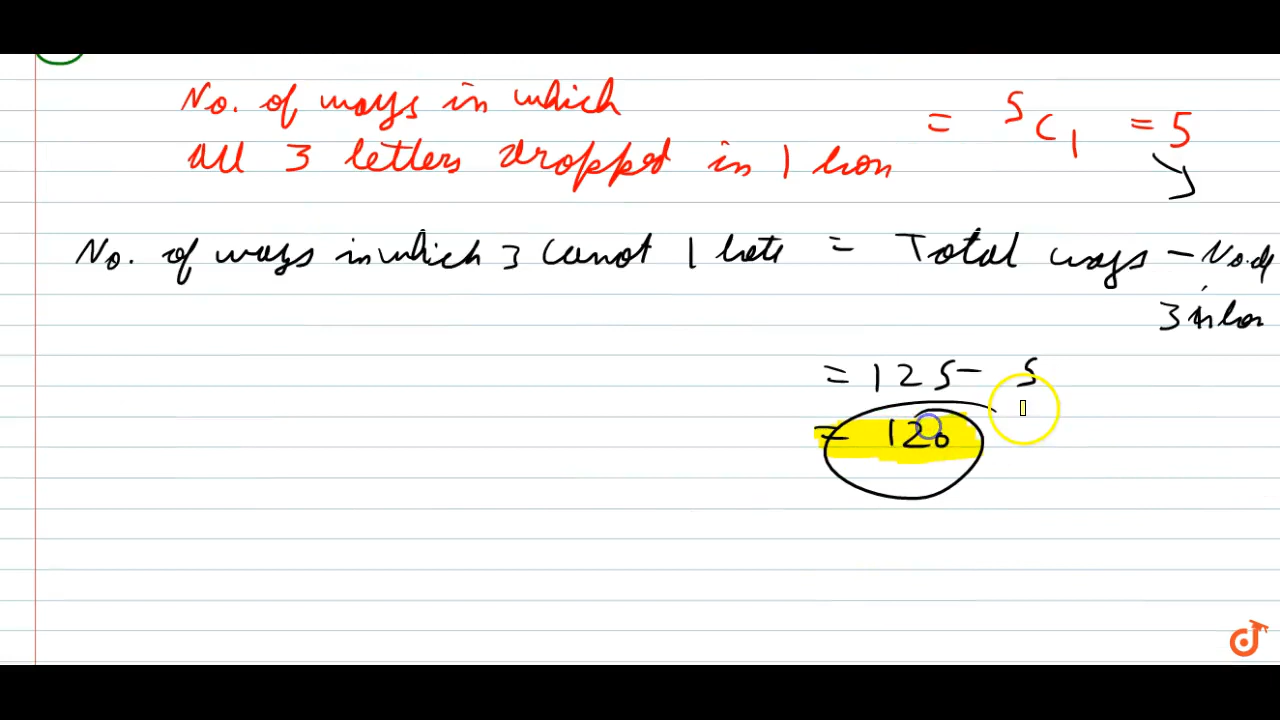 No. of ways in which
All 3 letters dropped in 1 box = ⁵C₁ = 5
No. of ways in which 3 cannot 1 = Total ways - No. of
3 in box
= 125 - 5
= 120